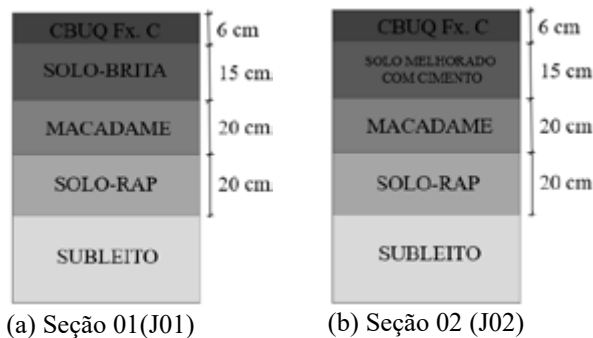 CBUQ Fx. C
6 cm
SOLO-BRITA
15 cm
MACADAME
20 cm
SOLO-RAP
20 cm
SUBLEITO
(a) Seção 01(J01)
CBUQ Fx. C
6 cm
SOLO MELHORADO
COM CIMENTO
15 cm
MACADAME
20 cm
SOLO-RAP
20 cm
SUBLEITO
(b) Seção 02 (J02)